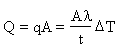 Q = qA = Aλ/t ΔT